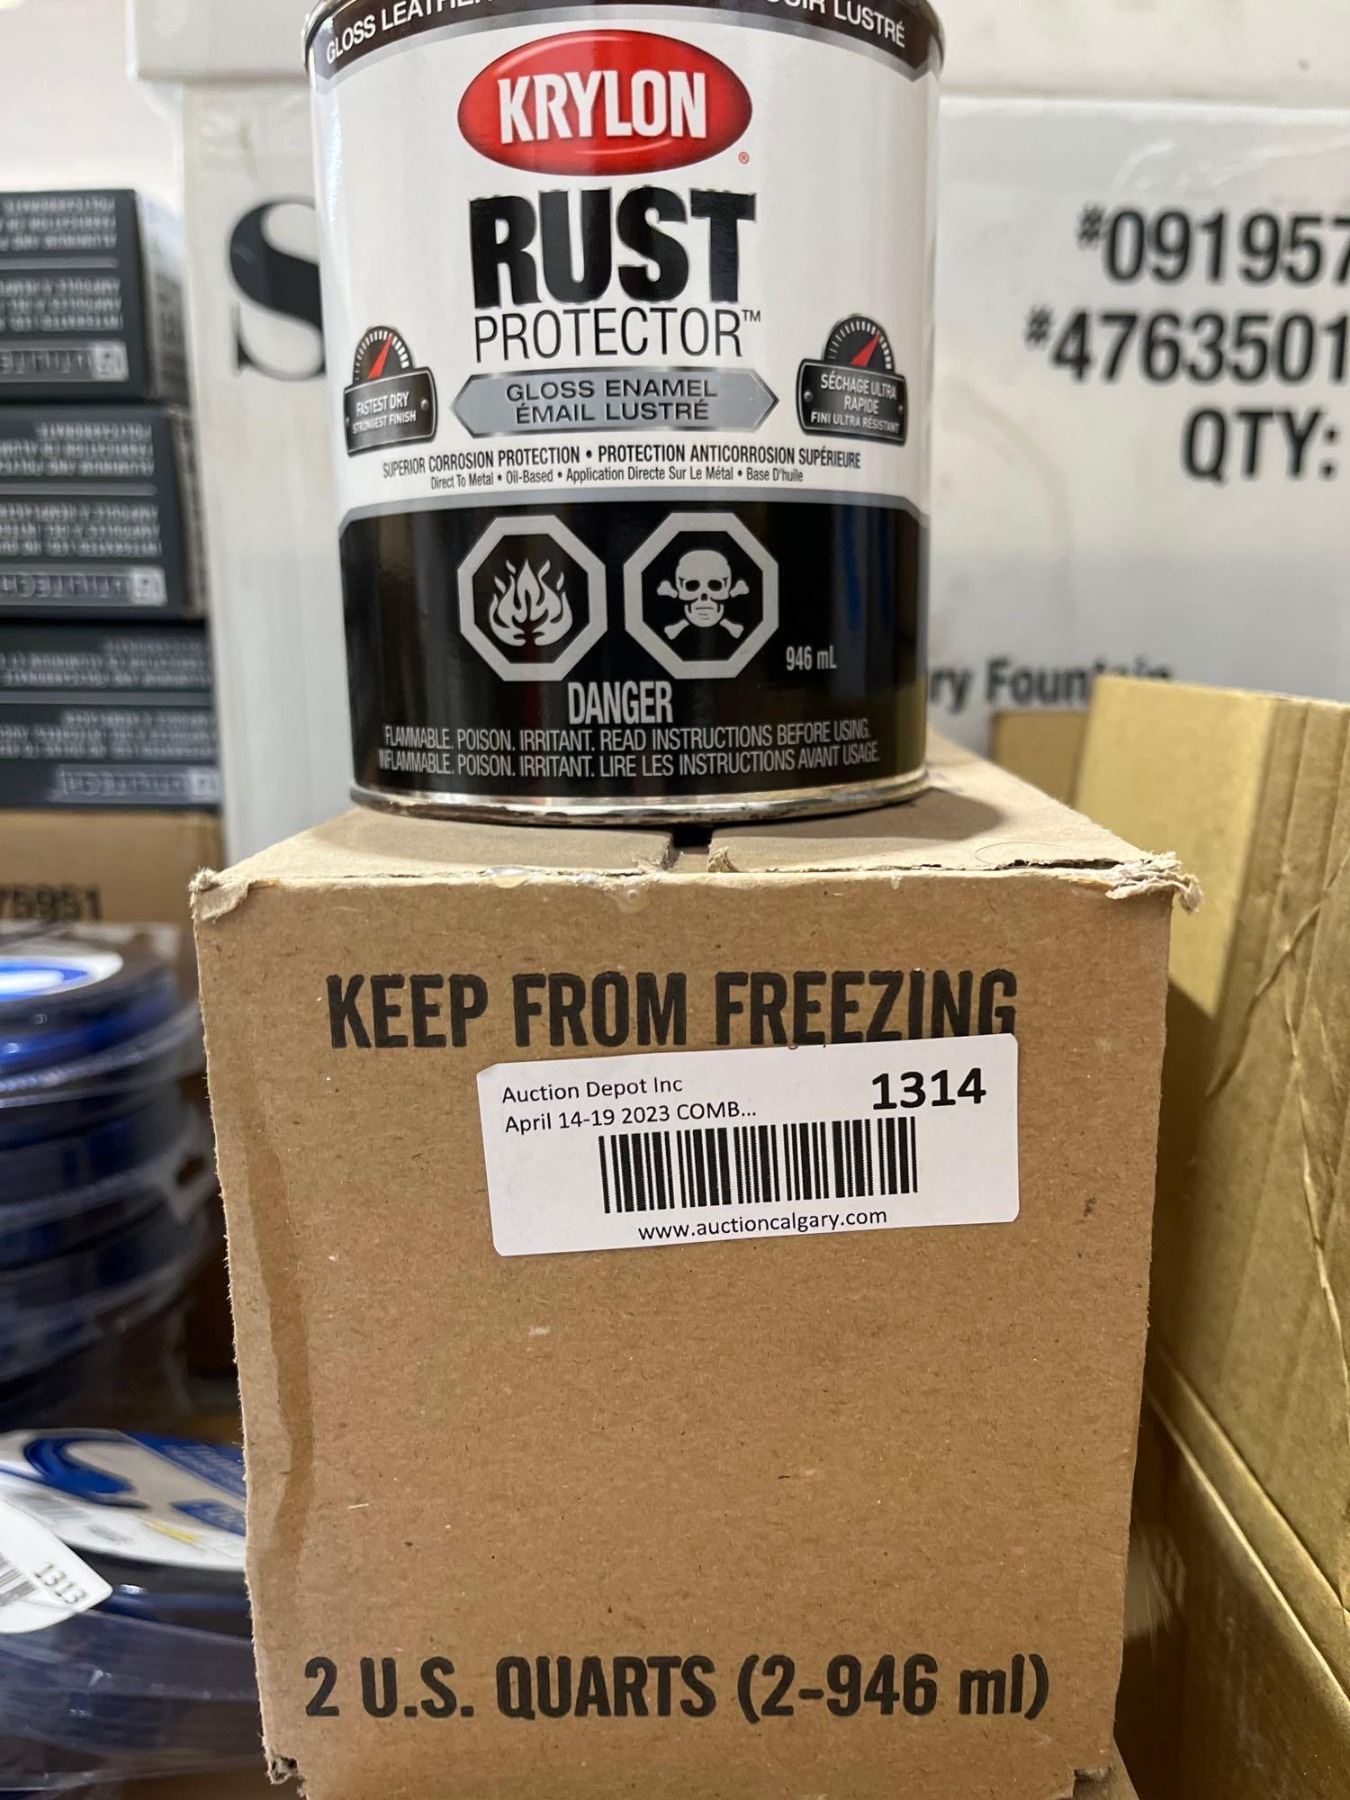 GLOSS
LUSTRÉ
KRYLON
®
RUST
PROTECTOR™
GLOSS ENAMEL
ÉMAIL LUSTRÉ
FASTEST DRY
STRONGEST FINISH
SÉCHAGE ULTRA
RAPIDE
FINI ULTRA RÉSISTANT
SUPERIOR CORROSION PROTECTION • PROTECTION ANTICORROSION SUPÉRIEURE
Direct To Metal • Oil-Based • Application Directe Sur Le Métal • Base D'huile
946 mL
DANGER
FLAMMABLE. POISON. IRRITANT. READ INSTRUCTIONS BEFORE USING.
INFLAMMABLE. POISON. IRRITANT. LIRE LES INSTRUCTIONS AVANT USAGE.
S
#091957
#4763501
QTY:
75951
KEEP FROM FREEZING
Auction Depot Inc
1314
April 14-19 2023 COMB...
www.auctioncalgary.com
1313
2 U.S. QUARTS (2-946 ml)